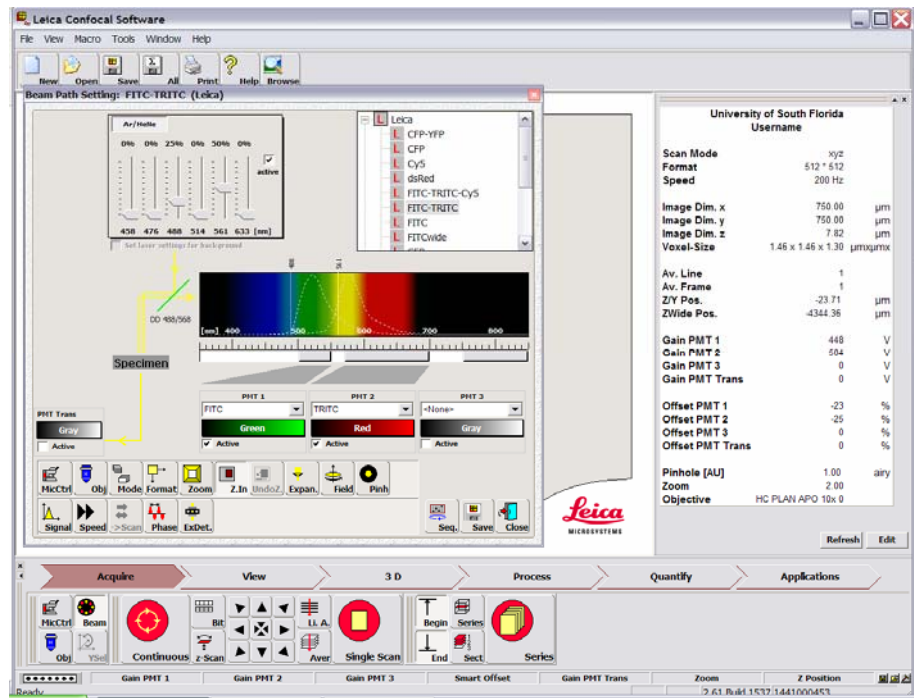 Leica Confocal Software
File View Macro Tools Window Help
New Open Save All Print Help Browse
Beam Path Setting: FITC-TRITC (Leica)
Ar/HeNe
0% 0% 25% 0% 50% 0%
active
458 476 488 514 561 633 [nm]
Set laser settings for background
Leica
CFP-YFP
CFP
Cy5
dsRed
FITC-TRITC-Cy5
FITC-TRITC
FITC
FITCwide
DD 488/568
488 561
[nm] 400 500 600 700 800
Specimen
PMT Trans
Gray
Active
PMT 1 PMT 2 PMT 3
FITC TRITC <None>
Green Red Gray
Active Active Active
MicCtrl Obj Mode Format Zoom Z.In UndoZ. Expan. Field Pinh
Signal Speed ->Scan Phase ExDet. Seq. Save Close
Leica
MICROSYSTEMS
University of South Florida
Username
Scan Mode xyz
Format 512 * 512
Speed 200 Hz
Image Dim. x 750.00 µm
Image Dim. y 750.00 µm
Image Dim. z 7.82 µm
Voxel-Size 1.46 x 1.46 x 1.30 µmxµmx
Av. Line 1
Av. Frame 1
Z/Y Pos. -23.71 µm
ZWide Pos. -4344.36 µm
Gain PMT 1 448 V
Gain PMT 2 504 V
Gain PMT 3 0 V
Gain PMT Trans 0 V
Offset PMT 1 -23 %
Offset PMT 2 -25 %
Offset PMT 3 0 %
Offset PMT Trans 0 %
Pinhole [AU] 1.00 airy
Zoom 2.00
Objective HC PLAN APO 10x 0
Refresh Edit
Acquire View 3 D Process Quantify Applications
MicCtrl Beam Bit Li. A. Begin Series
Obj YSel Continuous z-Scan Aver Single Scan End Sect Series
Gain PMT 1 Gain PMT 2 Gain PMT 3 Smart Offset Gain PMT Trans Zoom Z Position
Ready 2.61 Build 1537 1441000453